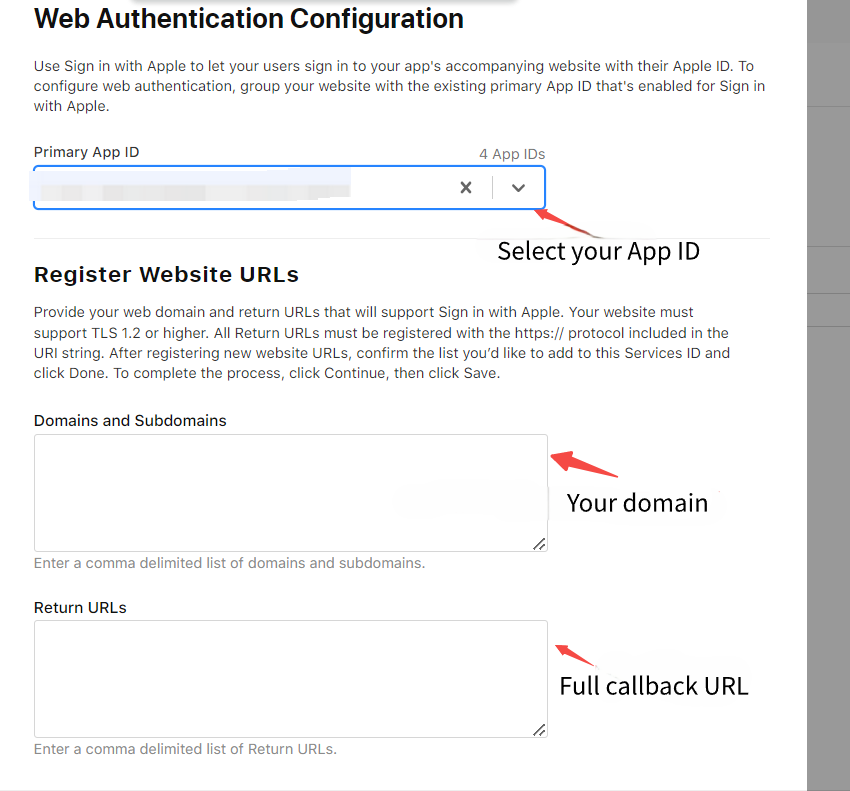 Web Authentication Configuration
Use Sign in with Apple to let your users sign in to your app's accompanying website with their Apple ID. To
configure web authentication, group your website with the existing primary App ID that's enabled for Sign in
with Apple.
Primary App ID
4 App IDs
Select your App ID
Register Website URLs
Provide your web domain and return URLs that will support Sign in with Apple. Your website must
support TLS 1.2 or higher. All Return URLs must be registered with the https:// protocol included in the
URI string. After registering new website URLs, confirm the list you’d like to add to this Services ID and
click Done. To complete the process, click Continue, then click Save.
Domains and Subdomains
Your domain
Enter a comma delimited list of domains and subdomains.
Return URLs
Full callback URL
Enter a comma delimited list of Return URLs.